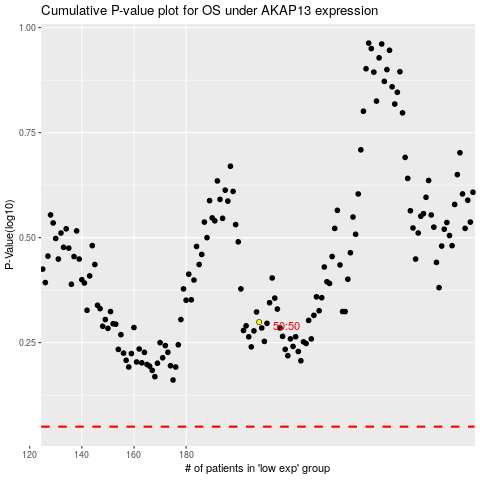 Cumulative P-value plot for OS under AKAP13 expression
P-Value(log10)
1.00
0.75
0.50
0.25
50:50
120 140 160 180
# of patients in 'low exp' group